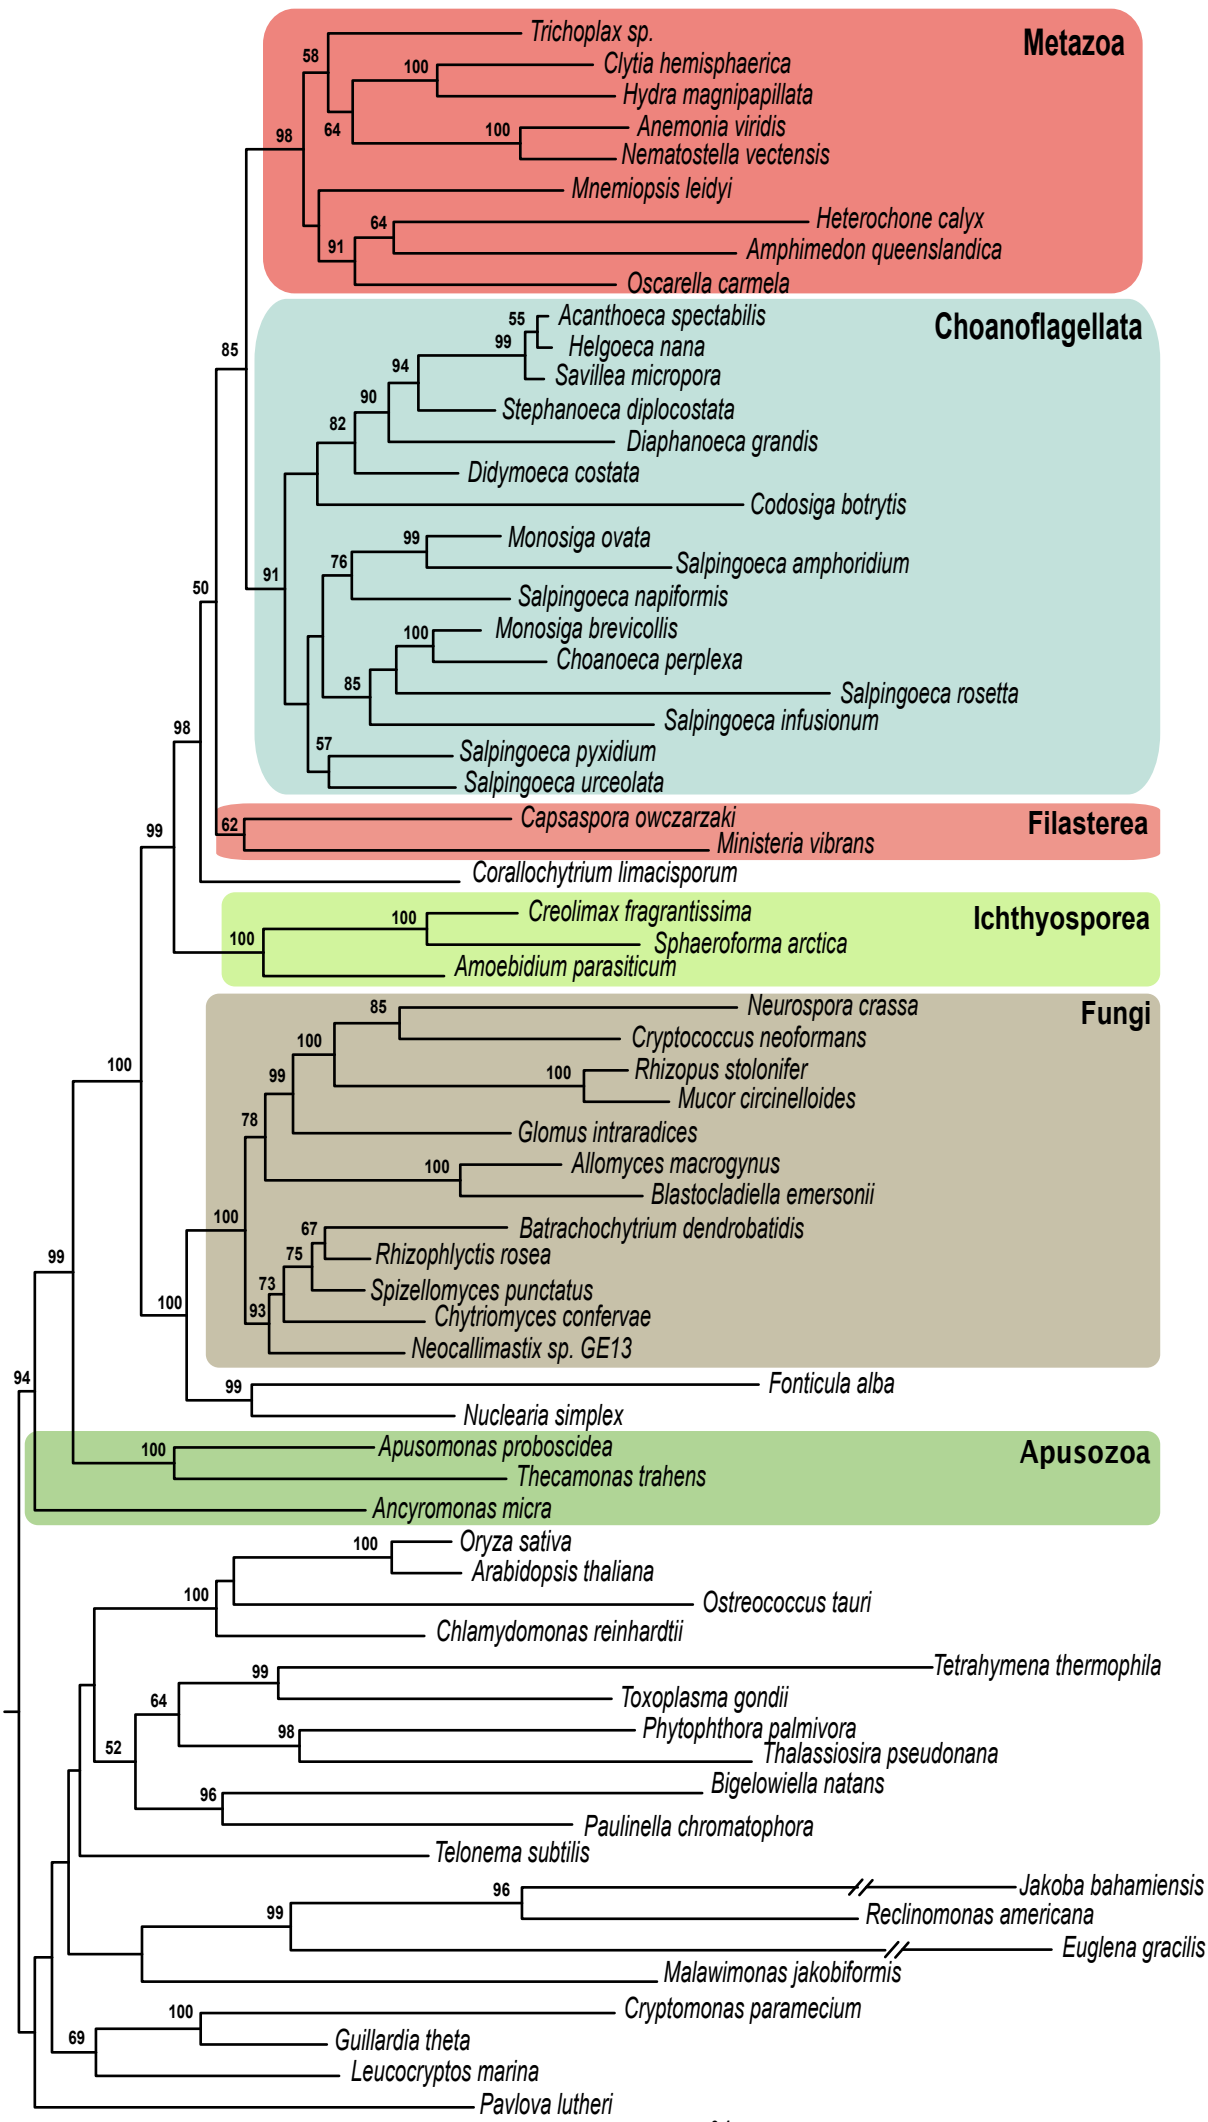 Trichoplax sp.
Metazoa
58
Clytia hemisphaerica
100
Hydra magnipapillata
Anemonia viridis
100
64
98
Nematostella vectensis
Mnemiopsis leidyi
Heterochone calyx
64
Amphimedon queenslandica
91
Oscarella carmela
Acanthoeca spectabilis
55
Choanoflagellata
Helgoeca nana
99
85
Savillea micropora
94
90
Stephanoeca diplocostata
82
Diaphanoeca grandis
Didymoeca costata
Codosiga botrytis
Monosiga ovata
99
Salpingoeca amphoridium
76
91
50
Salpingoeca napiformis
Monosiga brevicollis
100
Choanoeca perplexa
85
Salpingoeca rosetta
Salpingoeca infusionum
98
57
Salpingoeca pyxidium
Salpingoeca urceolata
Capsaspora owczarzaki
62
Filasterea
99
Ministeria vibrans
Corallochytrium limacisporum
Creolimax fragrantissima
100
Ichthyosporea
100
Sphaeroforma arctica
Amoebidium parasiticum
85
Neurospora crassa
Fungi
Cryptococcus neoformans
100
100
Rhizopus stolonifer
100
99
Mucor circinelloides
78
Glomus intraradices
Allomyces macrogynus
100
Blastocladiella emersonii
100
67
Batrachochytrium dendrobatidis
99
75
Rhizophlyctis rosea
73
Spizellomyces punctatus
100
93
Chytriomyces confervae
Neocallimastix sp. GE13
94
99
Fonticula alba
Nuclearia simplex
100
Apusomonas proboscidea
Apusozoa
Thecamonas trahens
Ancyromonas micra
100
Oryza sativa
Arabidopsis thaliana
100
Ostreococcus tauri
Chlamydomonas reinhardtii
Tetrahymena thermophila
99
64
Toxoplasma gondii
98
Phytophthora palmivora
52
Thalassiosira pseudonana
Bigelowiella natans
96
Paulinella chromatophora
Telonema subtilis
96
Jakoba bahamiensis
99
Reclinomonas americana
Euglena gracilis
Malawimonas jakobiformis
100
Cryptomonas paramecium
69
Guillardia theta
Leucocryptos marina
Pavlova lutheri